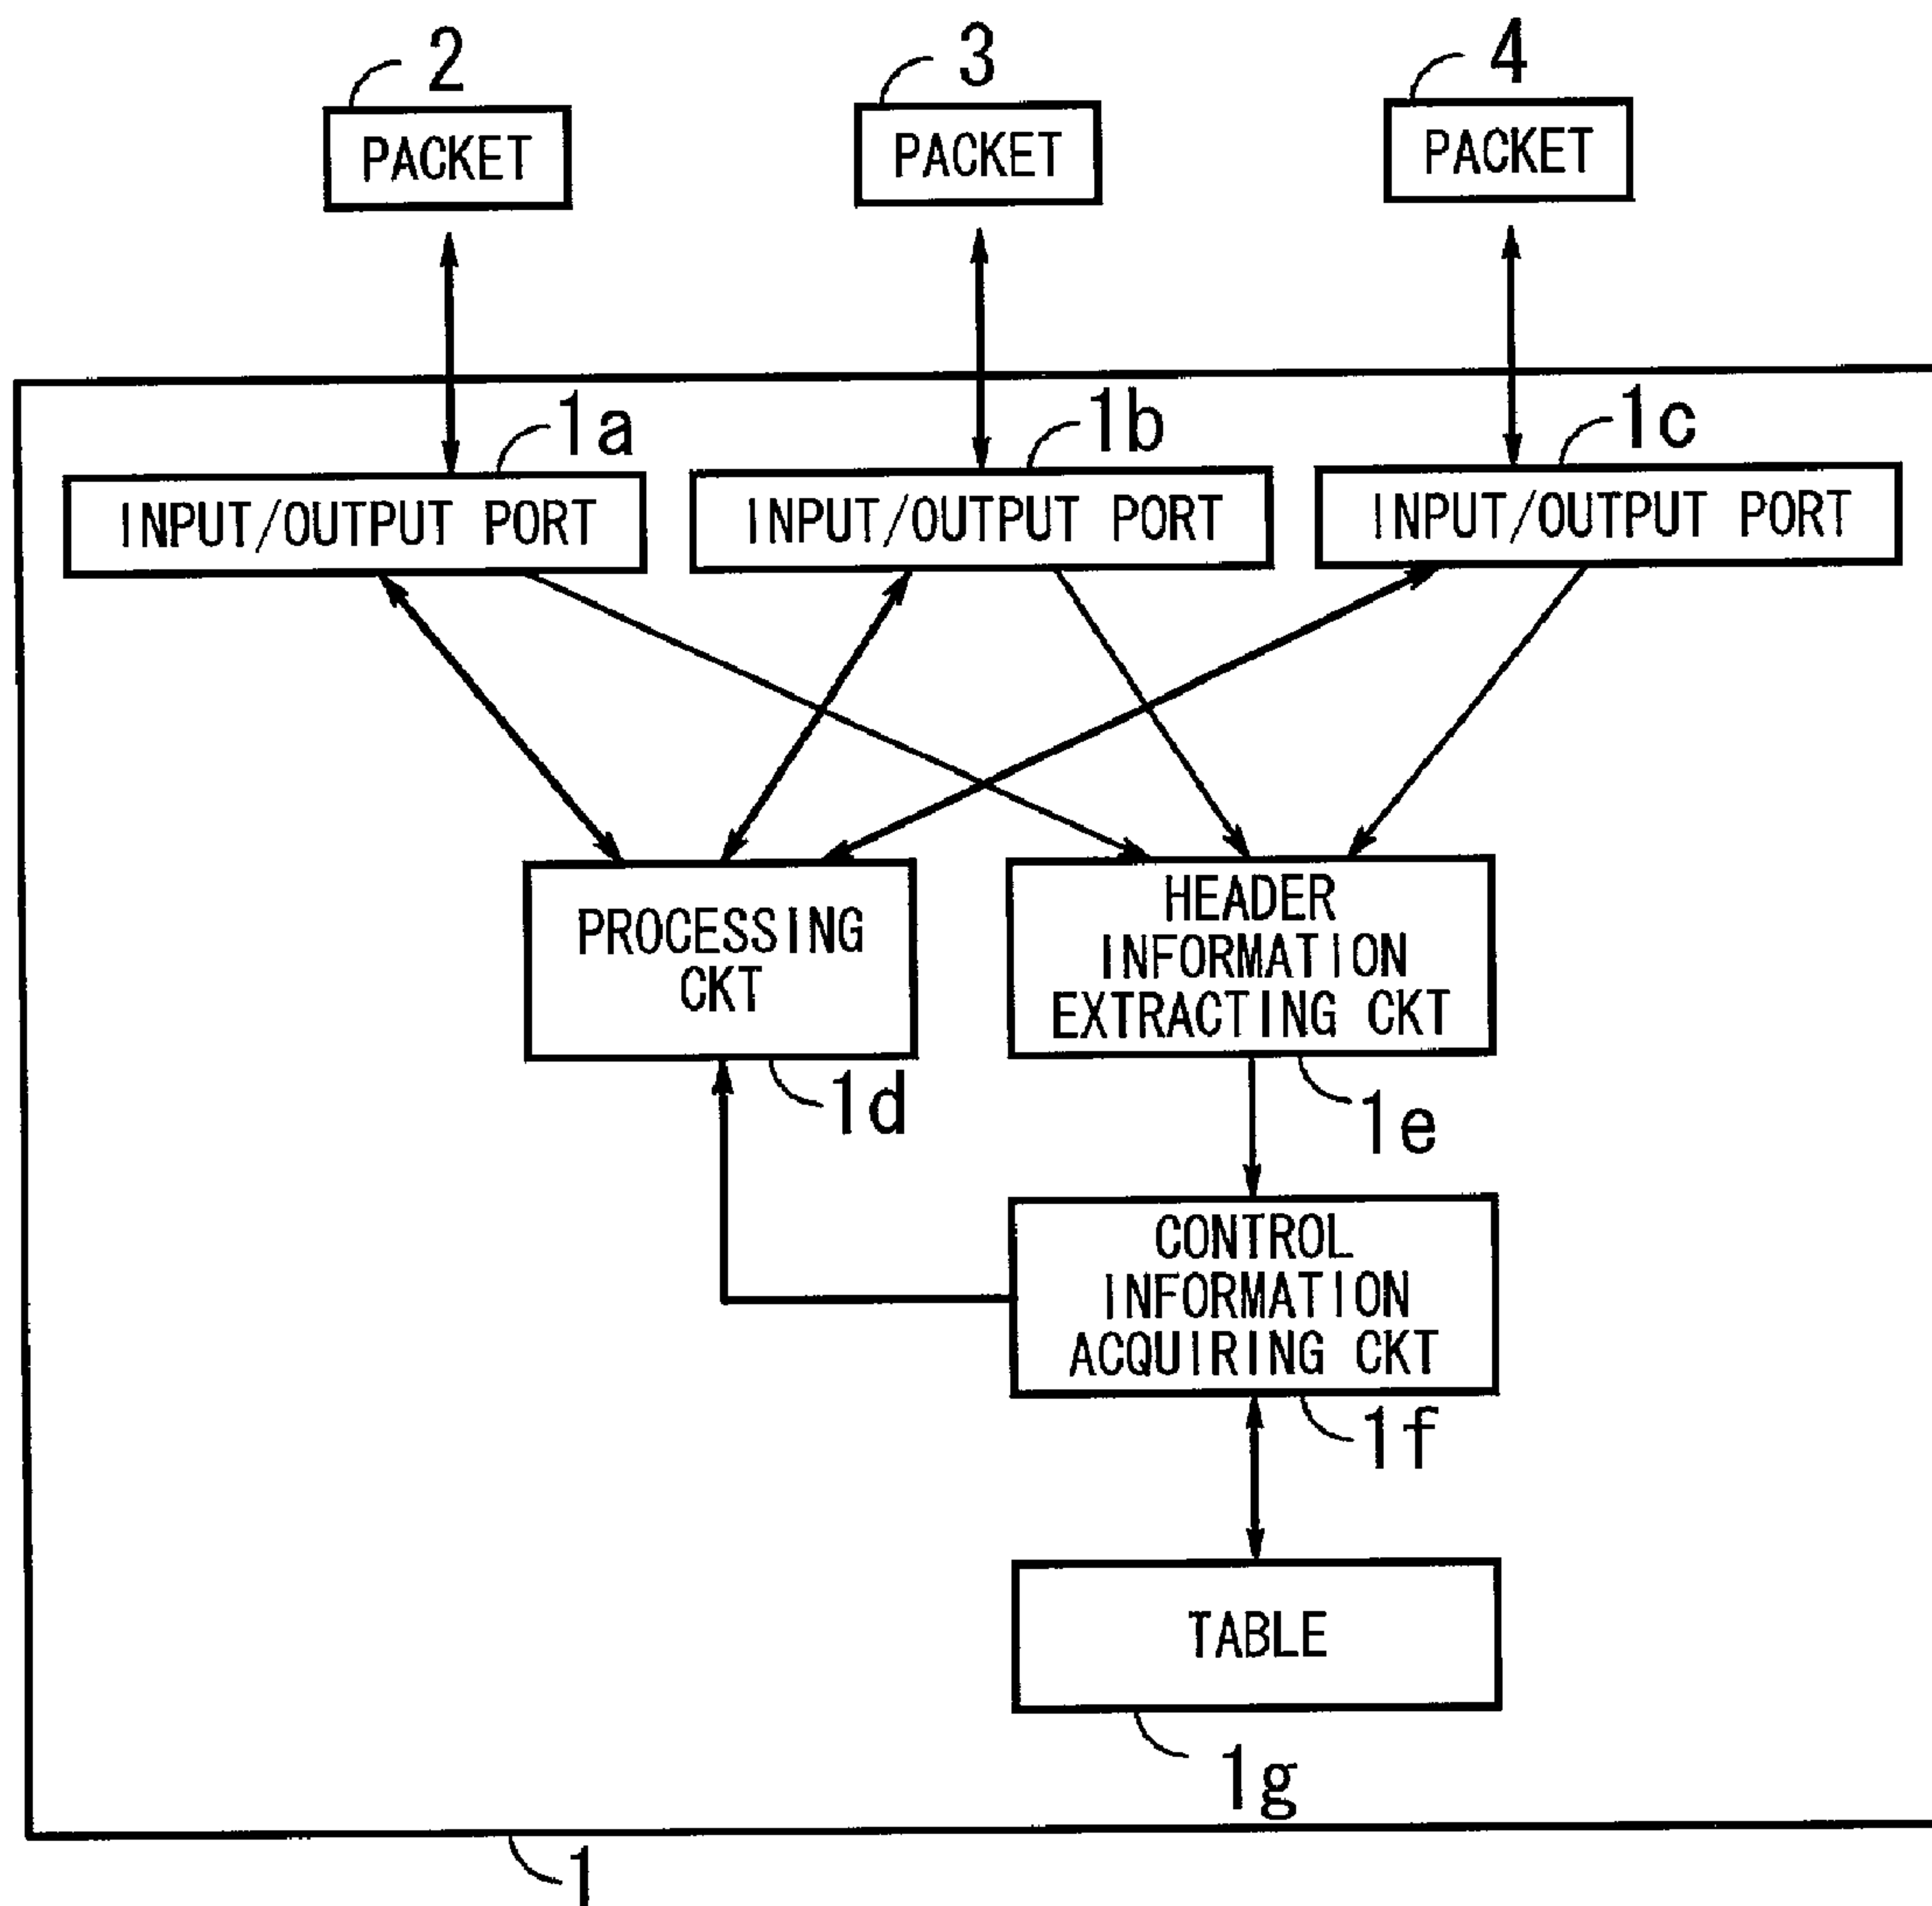 2
3
4
PACKET
PACKET
PACKET
1a
1b
1c
INPUT/OUTPUT PORT
INPUT/OUTPUT PORT
INPUT/OUTPUT PORT
PROCESSING
CKT
HEADER
INFORMATION
EXTRACTING CKT
1d
1e
CONTROL
INFORMATION
ACQUIRING CKT
1f
TABLE
1g
1